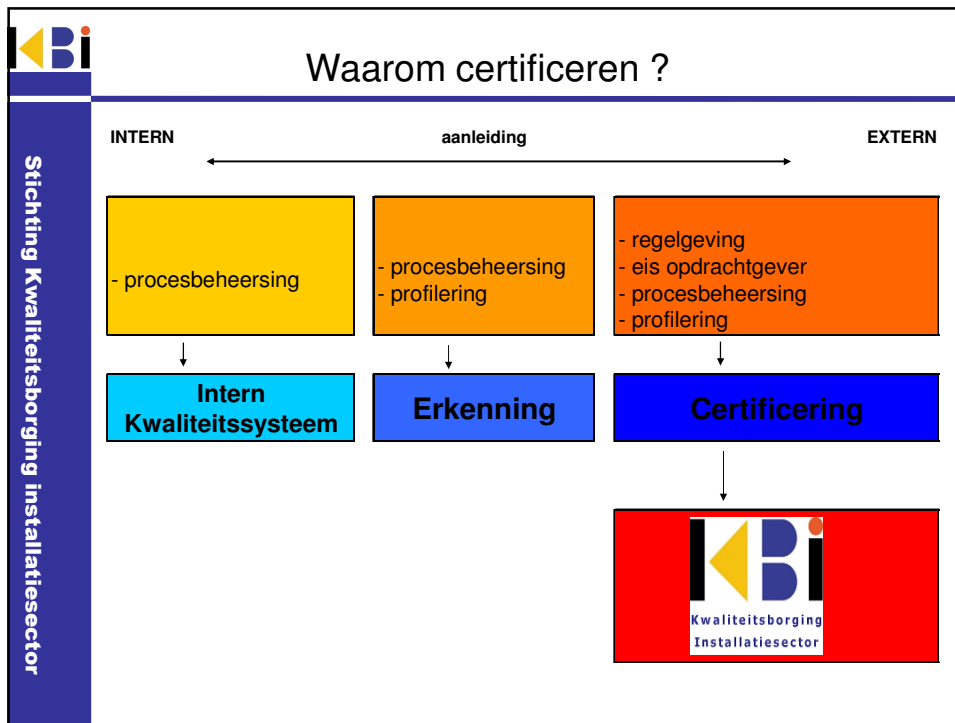 KBi
Waarom certificeren ?
Stichting Kwaliteitsborging installatiesector
INTERN
aanleiding
EXTERN
- procesbeheersing
- procesbeheersing
- profilering
- regelgeving
- eis opdrachtgever
- procesbeheersing
- profilering
Intern
Kwaliteitssysteem
Erkenning
Certificering
KBi
Kwaliteitsborging
Installatiesector